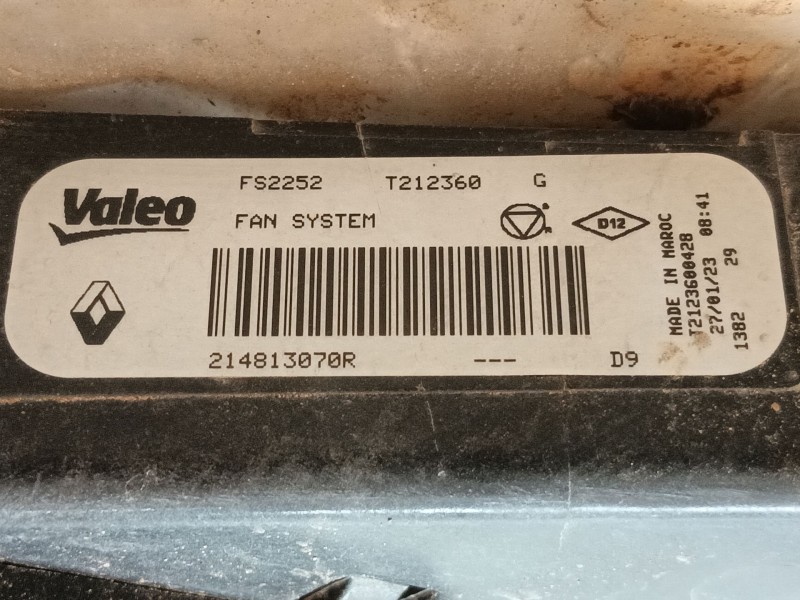 FS2252 T212360 G
Valeo
FAN SYSTEM
D12
214813070R --- D9
MADE IN MAROC
T2123600428
27/01/23 08:41
1382 29